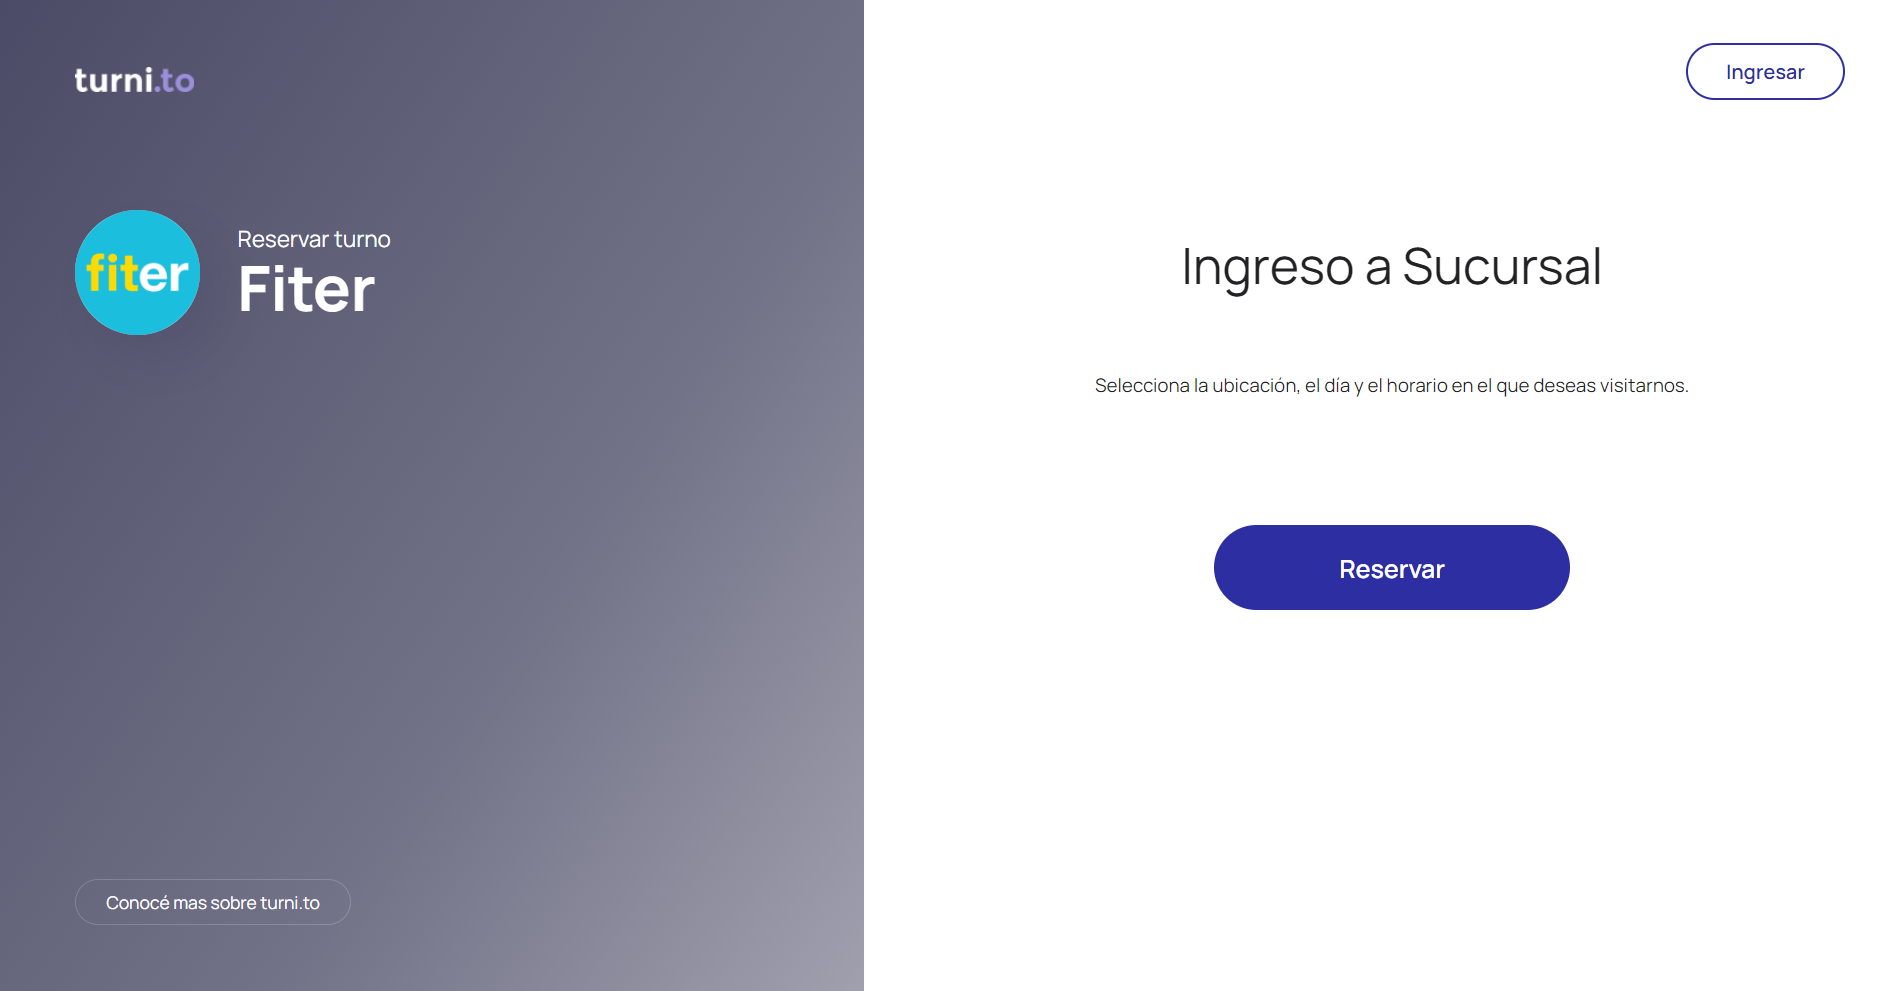 turni.to
fiter
Reservar turno
Fiter
Conocé mas sobre turni.to
Ingresar
Ingreso a Sucursal
Selecciona la ubicación, el día y el horario en el que deseas visitarnos.
Reservar